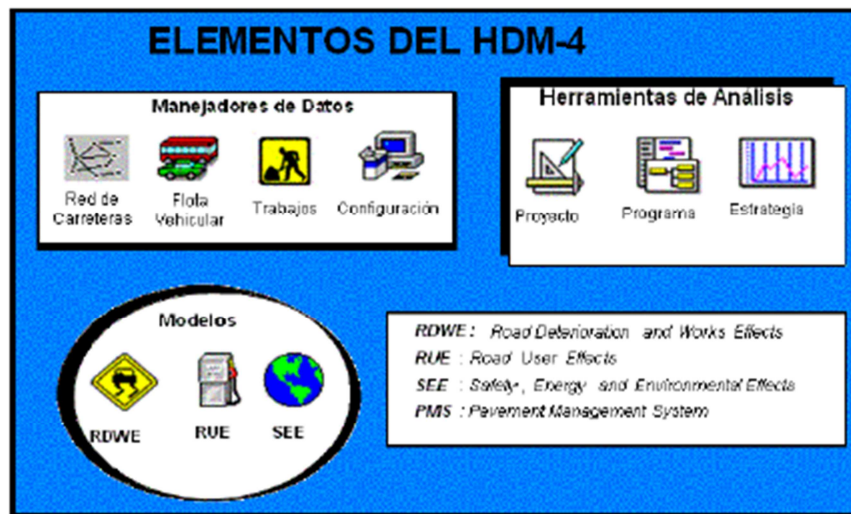 ELEMENTOS DEL HDM-4
Manejadores de Datos
Red de
Carreteras
Flota
Vehicular
Trabajos
Configuración
Herramientas de Análisis
Proyecto
Programa
Estrategia
Modelos
RDWE
RUE
SEE
RDWE : Road Deterioration and Works Effects
RUE : Road User Effects
SEE : Safety, Energy and Environmental Effects
PMS : Pavement Management System